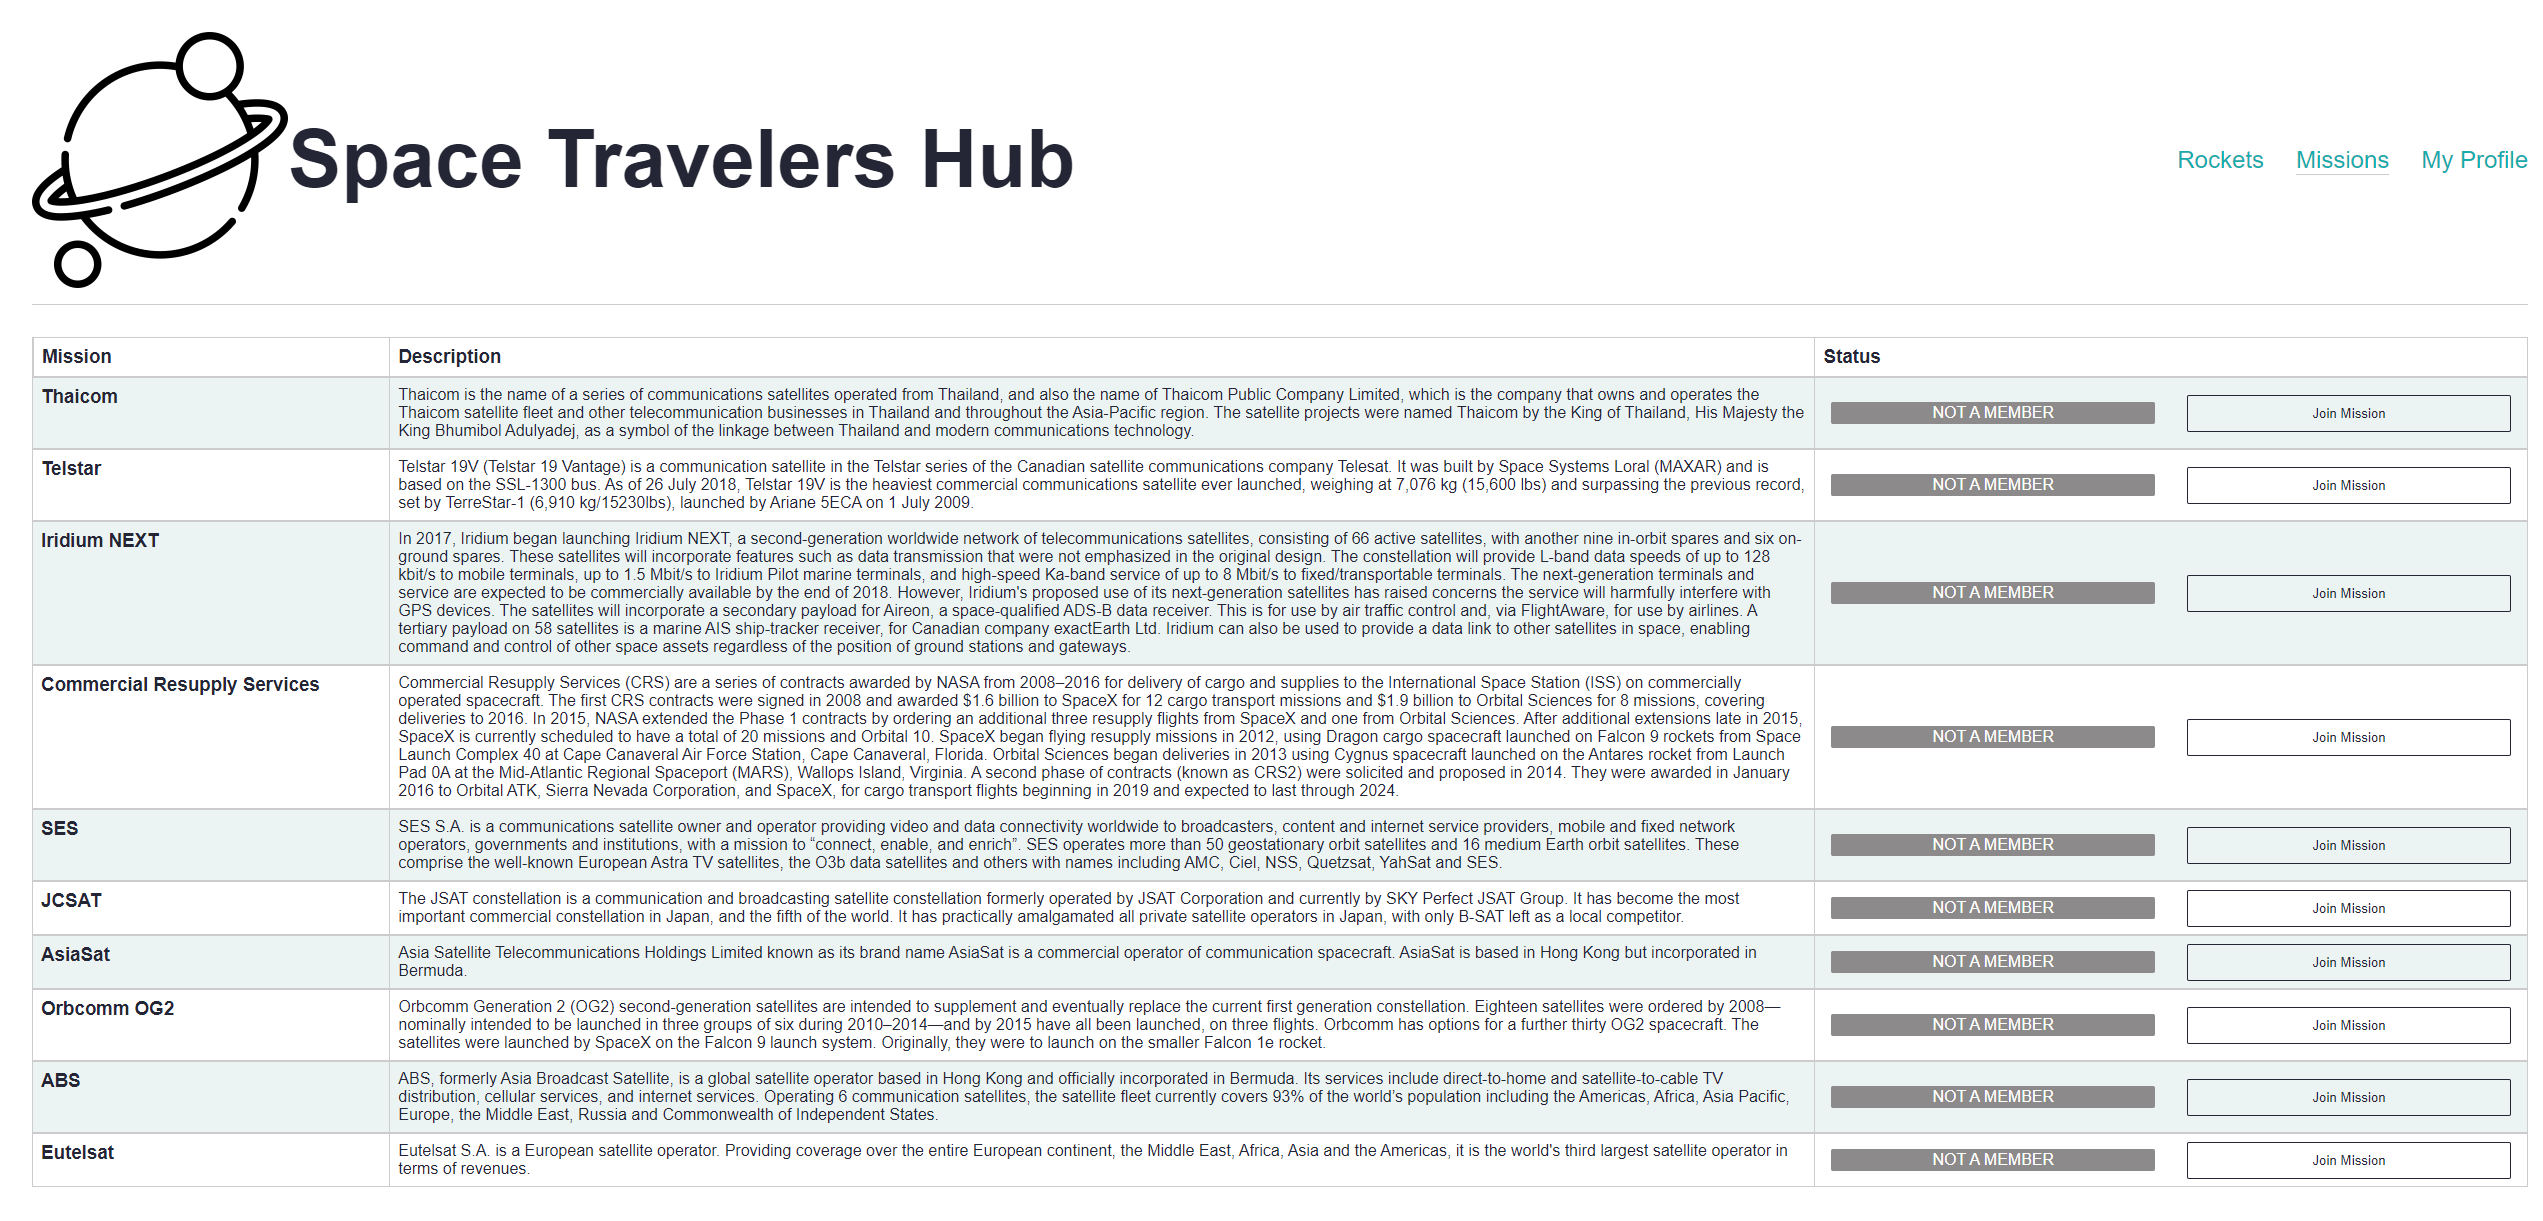 Space Travelers Hub
Rockets Missions My Profile
Mission Description Status
Thaicom
Thaicom is the name of a series of communications satellites operated from Thailand, and also the name of Thaicom Public Company Limited, which is the company that owns and operates the
Thaicom satellite fleet and other telecommunication businesses in Thailand and throughout the Asia-Pacific region. The satellite projects were named Thaicom by the King of Thailand, His Majesty the
King Bhumibol Adulyadej, as a symbol of the linkage between Thailand and modern communications technology.
NOT A MEMBER
Join Mission
Telstar
Telstar 19V (Telstar 19 Vantage) is a communication satellite in the Telstar series of the Canadian satellite communications company Telesat. It was built by Space Systems Loral (MAXAR) and is
based on the SSL-1300 bus. As of 26 July 2018, Telstar 19V is the heaviest commercial communications satellite ever launched, weighing at 7,076 kg (15,600 lbs) and surpassing the previous record,
set by TerreStar-1 (6,910 kg/15230lbs), launched by Ariane 5ECA on 1 July 2009.
NOT A MEMBER
Join Mission
Iridium NEXT
In 2017, Iridium began launching Iridium NEXT, a second-generation worldwide network of telecommunications satellites, consisting of 66 active satellites, with another nine in-orbit spares and six on-
ground spares. These satellites will incorporate features such as data transmission that were not emphasized in the original design. The constellation will provide L-band data speeds of up to 128
kbit/s to mobile terminals, up to 1.5 Mbit/s to Iridium Pilot marine terminals, and high-speed Ka-band service of up to 8 Mbit/s to fixed/transportable terminals. The next-generation terminals and
service are expected to be commercially available by the end of 2018. However, Iridium's proposed use of its next-generation satellites has raised concerns the service will harmfully interfere with
GPS devices. The satellites will incorporate a secondary payload for Aireon, a space-qualified ADS-B data receiver. This is for use by air traffic control and, via FlightAware, for use by airlines. A
tertiary payload on 58 satellites is a marine AIS ship-tracker receiver, for Canadian company exactEarth Ltd. Iridium can also be used to provide a data link to other satellites in space, enabling
command and control of other space assets regardless of the position of ground stations and gateways.
NOT A MEMBER
Join Mission
Commercial Resupply Services
Commercial Resupply Services (CRS) are a series of contracts awarded by NASA from 2008–2016 for delivery of cargo and supplies to the International Space Station (ISS) on commercially
operated spacecraft. The first CRS contracts were signed in 2008 and awarded $1.6 billion to SpaceX for 12 cargo transport missions and $1.9 billion to Orbital Sciences for 8 missions, covering
deliveries to 2016. In 2015, NASA extended the Phase 1 contracts by ordering an additional three resupply flights from SpaceX and one from Orbital Sciences. After additional extensions late in 2015,
SpaceX is currently scheduled to have a total of 20 missions and Orbital 10. SpaceX began flying resupply missions in 2012, using Dragon cargo spacecraft launched on Falcon 9 rockets from Space
Launch Complex 40 at Cape Canaveral Air Force Station, Cape Canaveral, Florida. Orbital Sciences began deliveries in 2013 using Cygnus spacecraft launched on the Antares rocket from Launch
Pad 0A at the Mid-Atlantic Regional Spaceport (MARS), Wallops Island, Virginia. A second phase of contracts (known as CRS2) were solicited and proposed in 2014. They were awarded in January
2016 to Orbital ATK, Sierra Nevada Corporation, and SpaceX, for cargo transport flights beginning in 2019 and expected to last through 2024.
NOT A MEMBER
Join Mission
SES
SES S.A. is a communications satellite owner and operator providing video and data connectivity worldwide to broadcasters, content and internet service providers, mobile and fixed network
operators, governments and institutions, with a mission to “connect, enable, and enrich”. SES operates more than 50 geostationary orbit satellites and 16 medium Earth orbit satellites. These
comprise the well-known European Astra TV satellites, the O3b data satellites and others with names including AMC, Ciel, NSS, Quetzsat, YahSat and SES.
NOT A MEMBER
Join Mission
JCSAT
The JSAT constellation is a communication and broadcasting satellite constellation formerly operated by JSAT Corporation and currently by SKY Perfect JSAT Group. It has become the most
important commercial constellation in Japan, and the fifth of the world. It has practically amalgamated all private satellite operators in Japan, with only B-SAT left as a local competitor.
NOT A MEMBER
Join Mission
AsiaSat
Asia Satellite Telecommunications Holdings Limited known as its brand name AsiaSat is a commercial operator of communication spacecraft. AsiaSat is based in Hong Kong but incorporated in
Bermuda.
NOT A MEMBER
Join Mission
Orbcomm OG2
Orbcomm Generation 2 (OG2) second-generation satellites are intended to supplement and eventually replace the current first generation constellation. Eighteen satellites were ordered by 2008—
nominally intended to be launched in three groups of six during 2010–2014—and by 2015 have all been launched, on three flights. Orbcomm has options for a further thirty OG2 spacecraft. The
satellites were launched by SpaceX on the Falcon 9 launch system. Originally, they were to launch on the smaller Falcon 1e rocket.
NOT A MEMBER
Join Mission
ABS
ABS, formerly Asia Broadcast Satellite, is a global satellite operator based in Hong Kong and officially incorporated in Bermuda. Its services include direct-to-home and satellite-to-cable TV
distribution, cellular services, and internet services. Operating 6 communication satellites, the satellite fleet currently covers 93% of the world’s population including the Americas, Africa, Asia Pacific,
Europe, the Middle East, Russia and Commonwealth of Independent States.
NOT A MEMBER
Join Mission
Eutelsat
Eutelsat S.A. is a European satellite operator. Providing coverage over the entire European continent, the Middle East, Africa, Asia and the Americas, it is the world's third largest satellite operator in
terms of revenues.
NOT A MEMBER
Join Mission